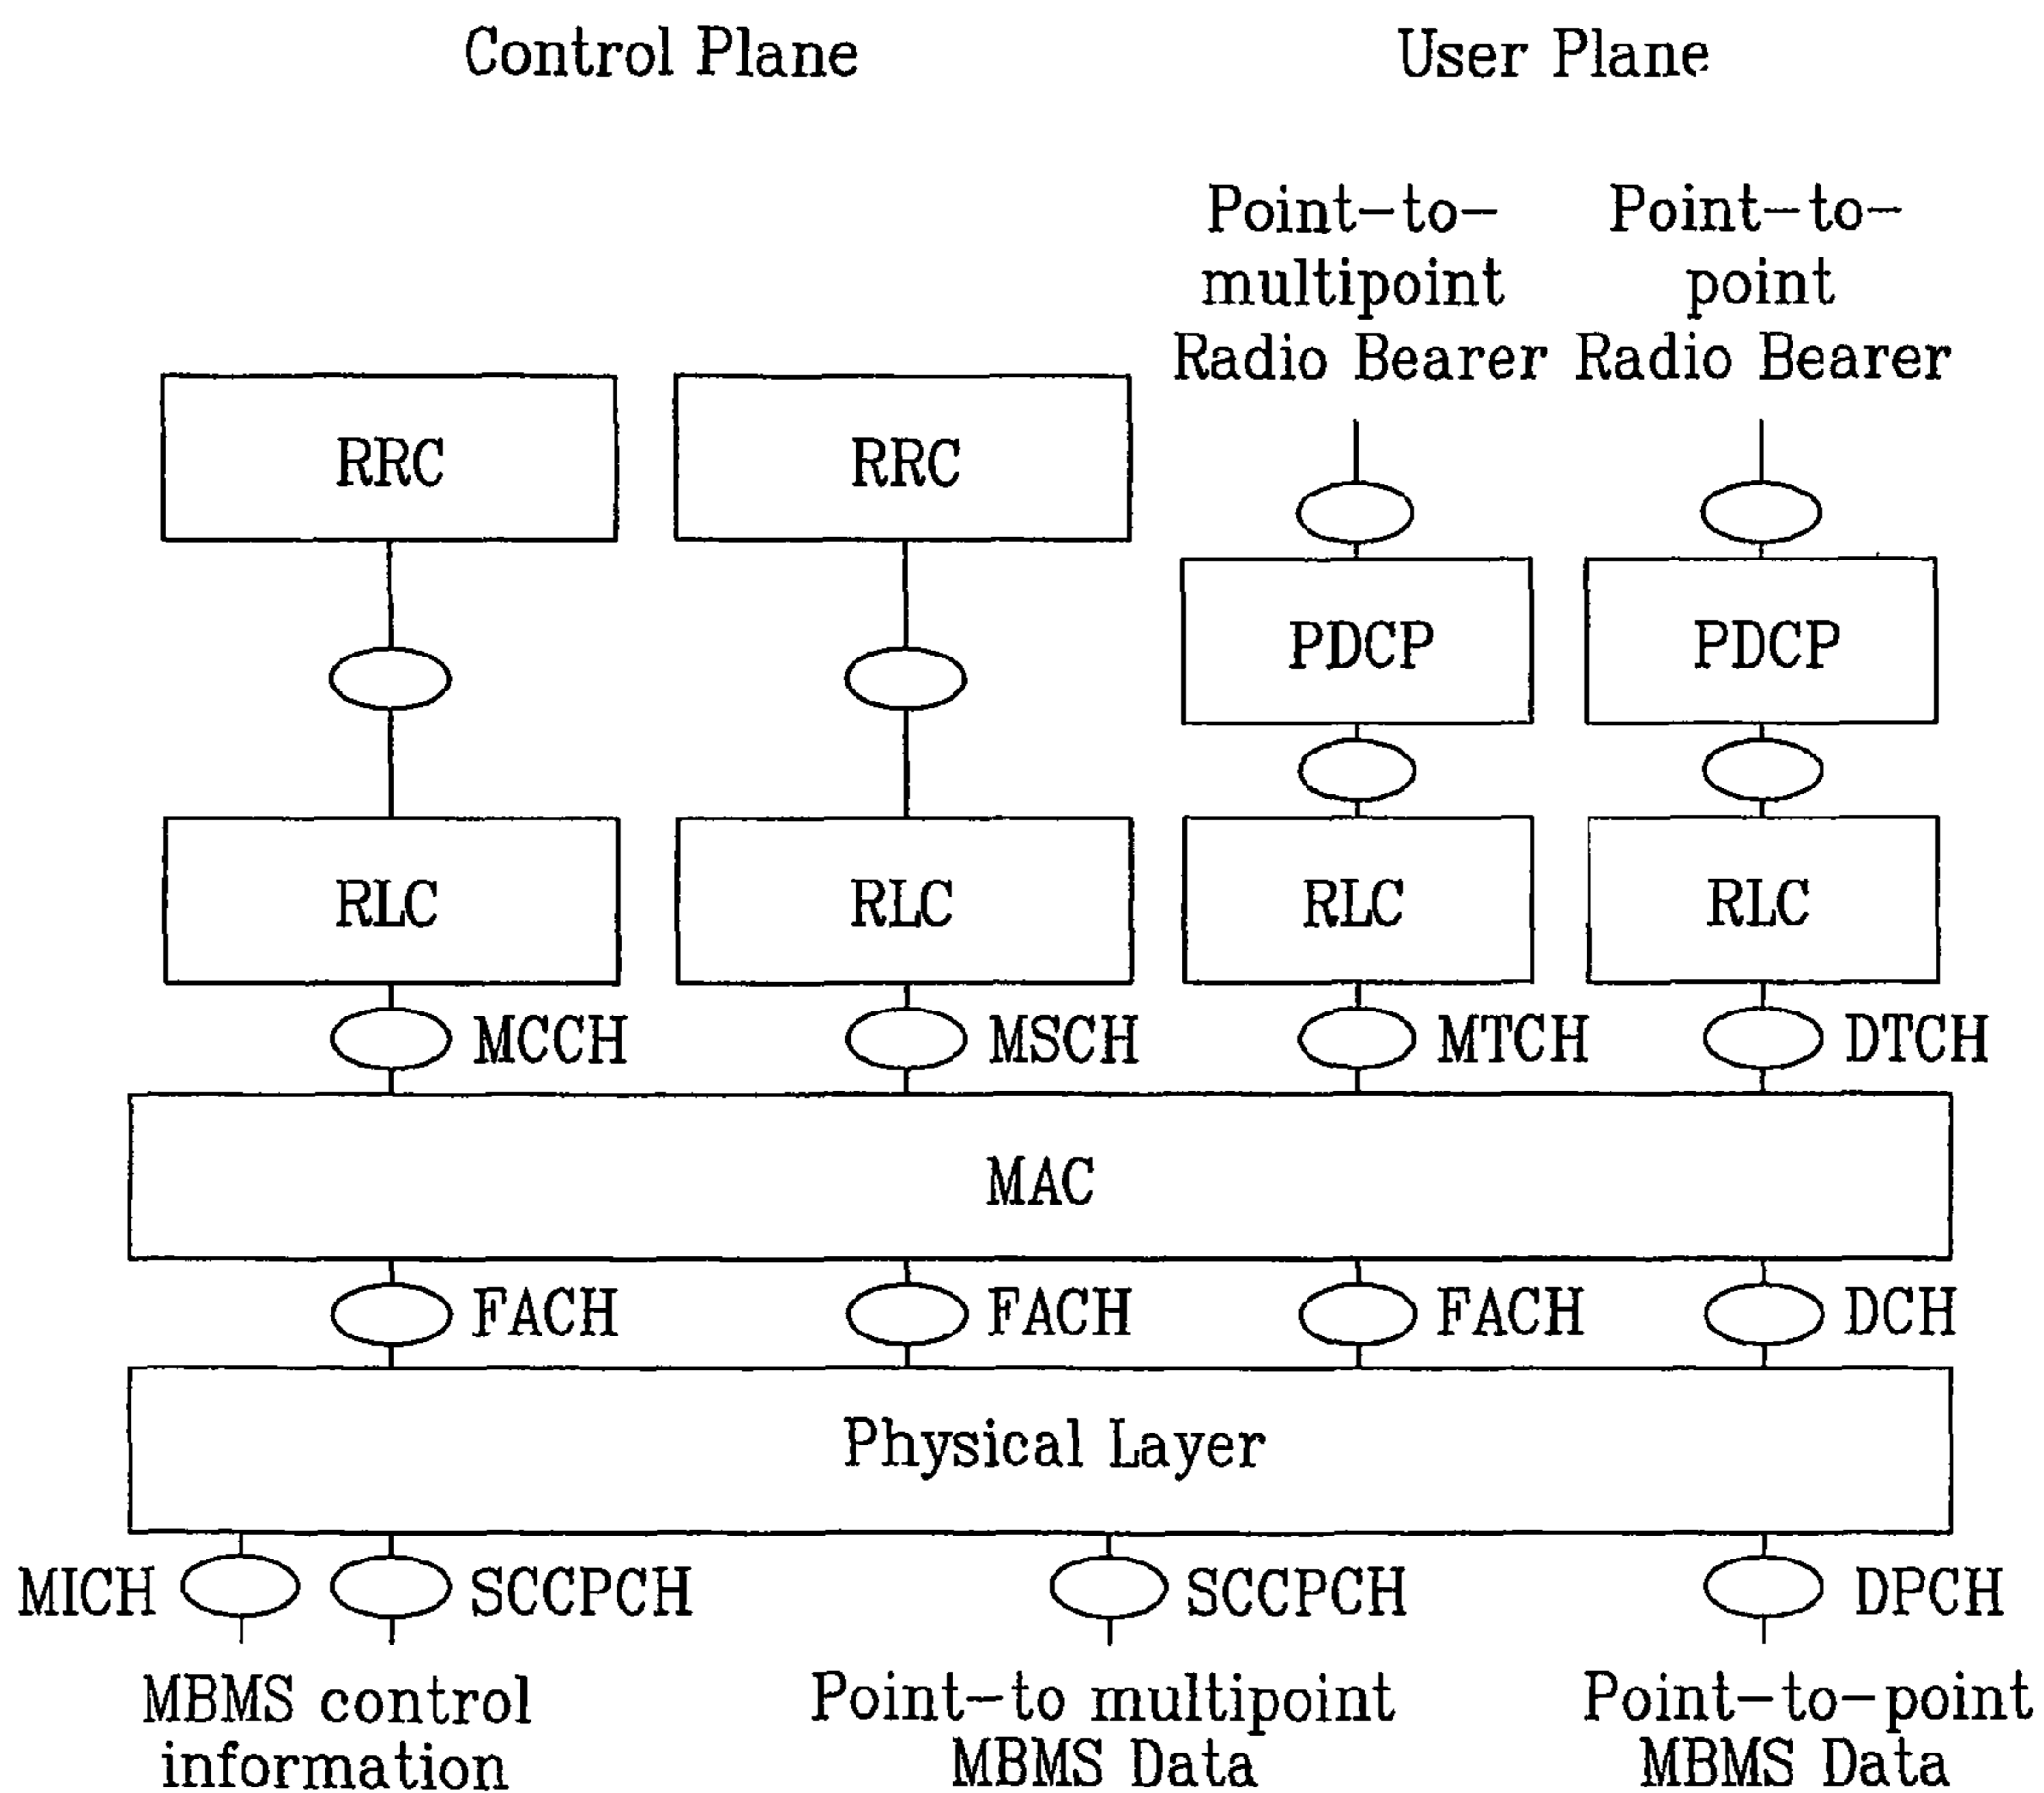 Control Plane
User Plane
Point-to-
multipoint
Radio Bearer
Point-to-
point
Radio Bearer
RRC
RRC
PDCP
PDCP
RLC
RLC
RLC
RLC
MCCH
MSCH
MTCH
DTCH
MAC
FACH
FACH
FACH
DCH
Physical Layer
MICH
SCCPCH
SCCPCH
DPCH
MBMS control
information
Point-to multipoint
MBMS Data
Point-to-point
MBMS Data